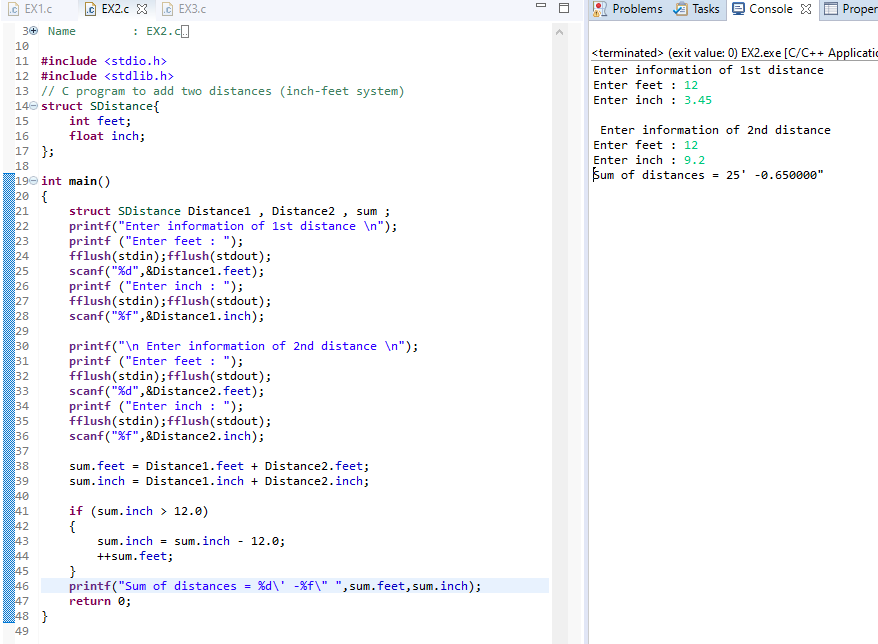 EX1.c EX2.c EX3.c
3 Name : EX2.c
10
11 #include <stdio.h>
12 #include <stdlib.h>
13 // C program to add two distances (inch-feet system)
14 struct SDistance{
15     int feet;
16     float inch;
17 };
18
19 int main()
20 {
21     struct SDistance Distance1 , Distance2 , sum ;
22     printf("Enter information of 1st distance \n");
23     printf ("Enter feet : ");
24     fflush(stdin);fflush(stdout);
25     scanf("%d",&Distance1.feet);
26     printf ("Enter inch : ");
27     fflush(stdin);fflush(stdout);
28     scanf("%f",&Distance1.inch);
29
30     printf("\n Enter information of 2nd distance \n");
31     printf ("Enter feet : ");
32     fflush(stdin);fflush(stdout);
33     scanf("%d",&Distance2.feet);
34     printf ("Enter inch : ");
35     fflush(stdin);fflush(stdout);
36     scanf("%f",&Distance2.inch);
37
38     sum.feet = Distance1.feet + Distance2.feet;
39     sum.inch = Distance1.inch + Distance2.inch;
40
41     if (sum.inch > 12.0)
42     {
43         sum.inch = sum.inch - 12.0;
44         ++sum.feet;
45     }
46     printf("Sum of distances = %d\' -%f\" ",sum.feet,sum.inch);
47     return 0;
48 }
49
Problems Tasks Console Proper
<terminated> (exit value: 0) EX2.exe [C/C++ Applicatio
Enter information of 1st distance
Enter feet : 12
Enter inch : 3.45

 Enter information of 2nd distance
Enter feet : 12
Enter inch : 9.2
Sum of distances = 25' -0.650000"